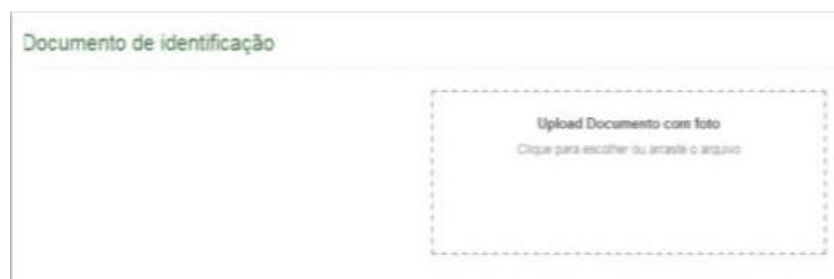 Documento de identificação
Upload Documento com foto
Clique para escolher ou arraste o arquivo